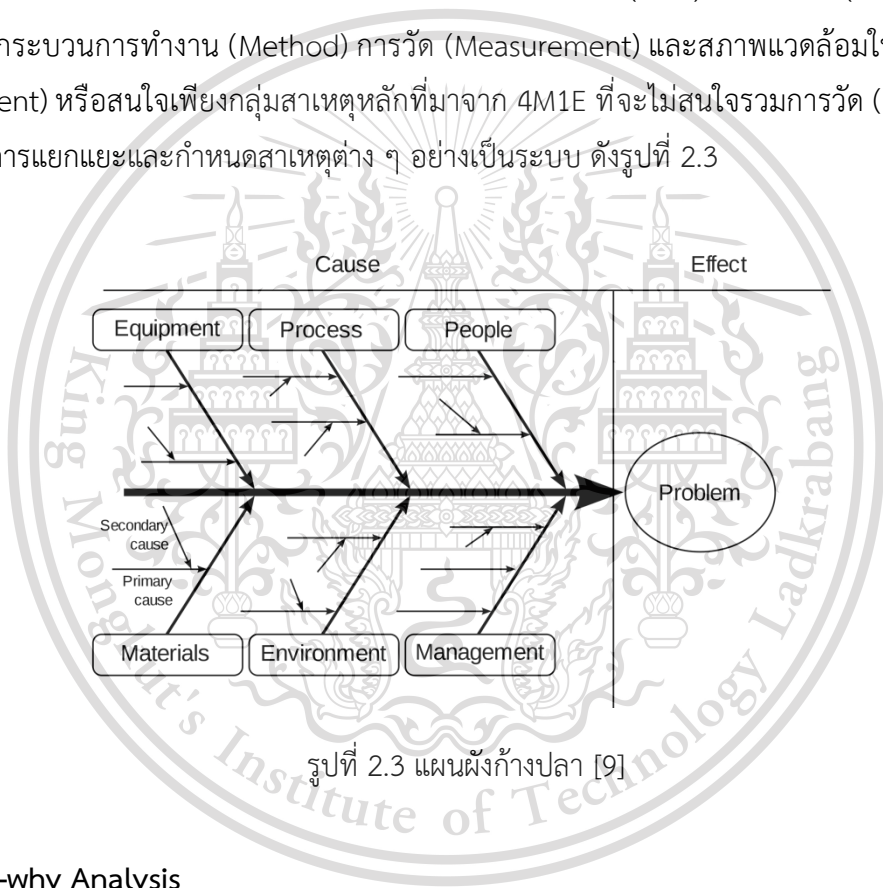 กระบวนการทำงาน (Method) การวัด (Measurement) และสภาพแวดล้อมใ
ent) หรือสนใจเพียงกลุ่มสาเหตุหลักที่มาจาก 4M1E ที่จะไม่สนใจรวมการวัด (
การแยกแยะและกำหนดสาเหตุต่าง ๆ อย่างเป็นระบบ ดังรูปที่ 2.3
Cause Effect
Equipment Process People
Problem
Secondary
cause
Primary
cause
Materials Environment Management
King Mongkut's Institute of Technology Ladkrabang
รูปที่ 2.3 แผนผังก้างปลา [9]
-why Analysis